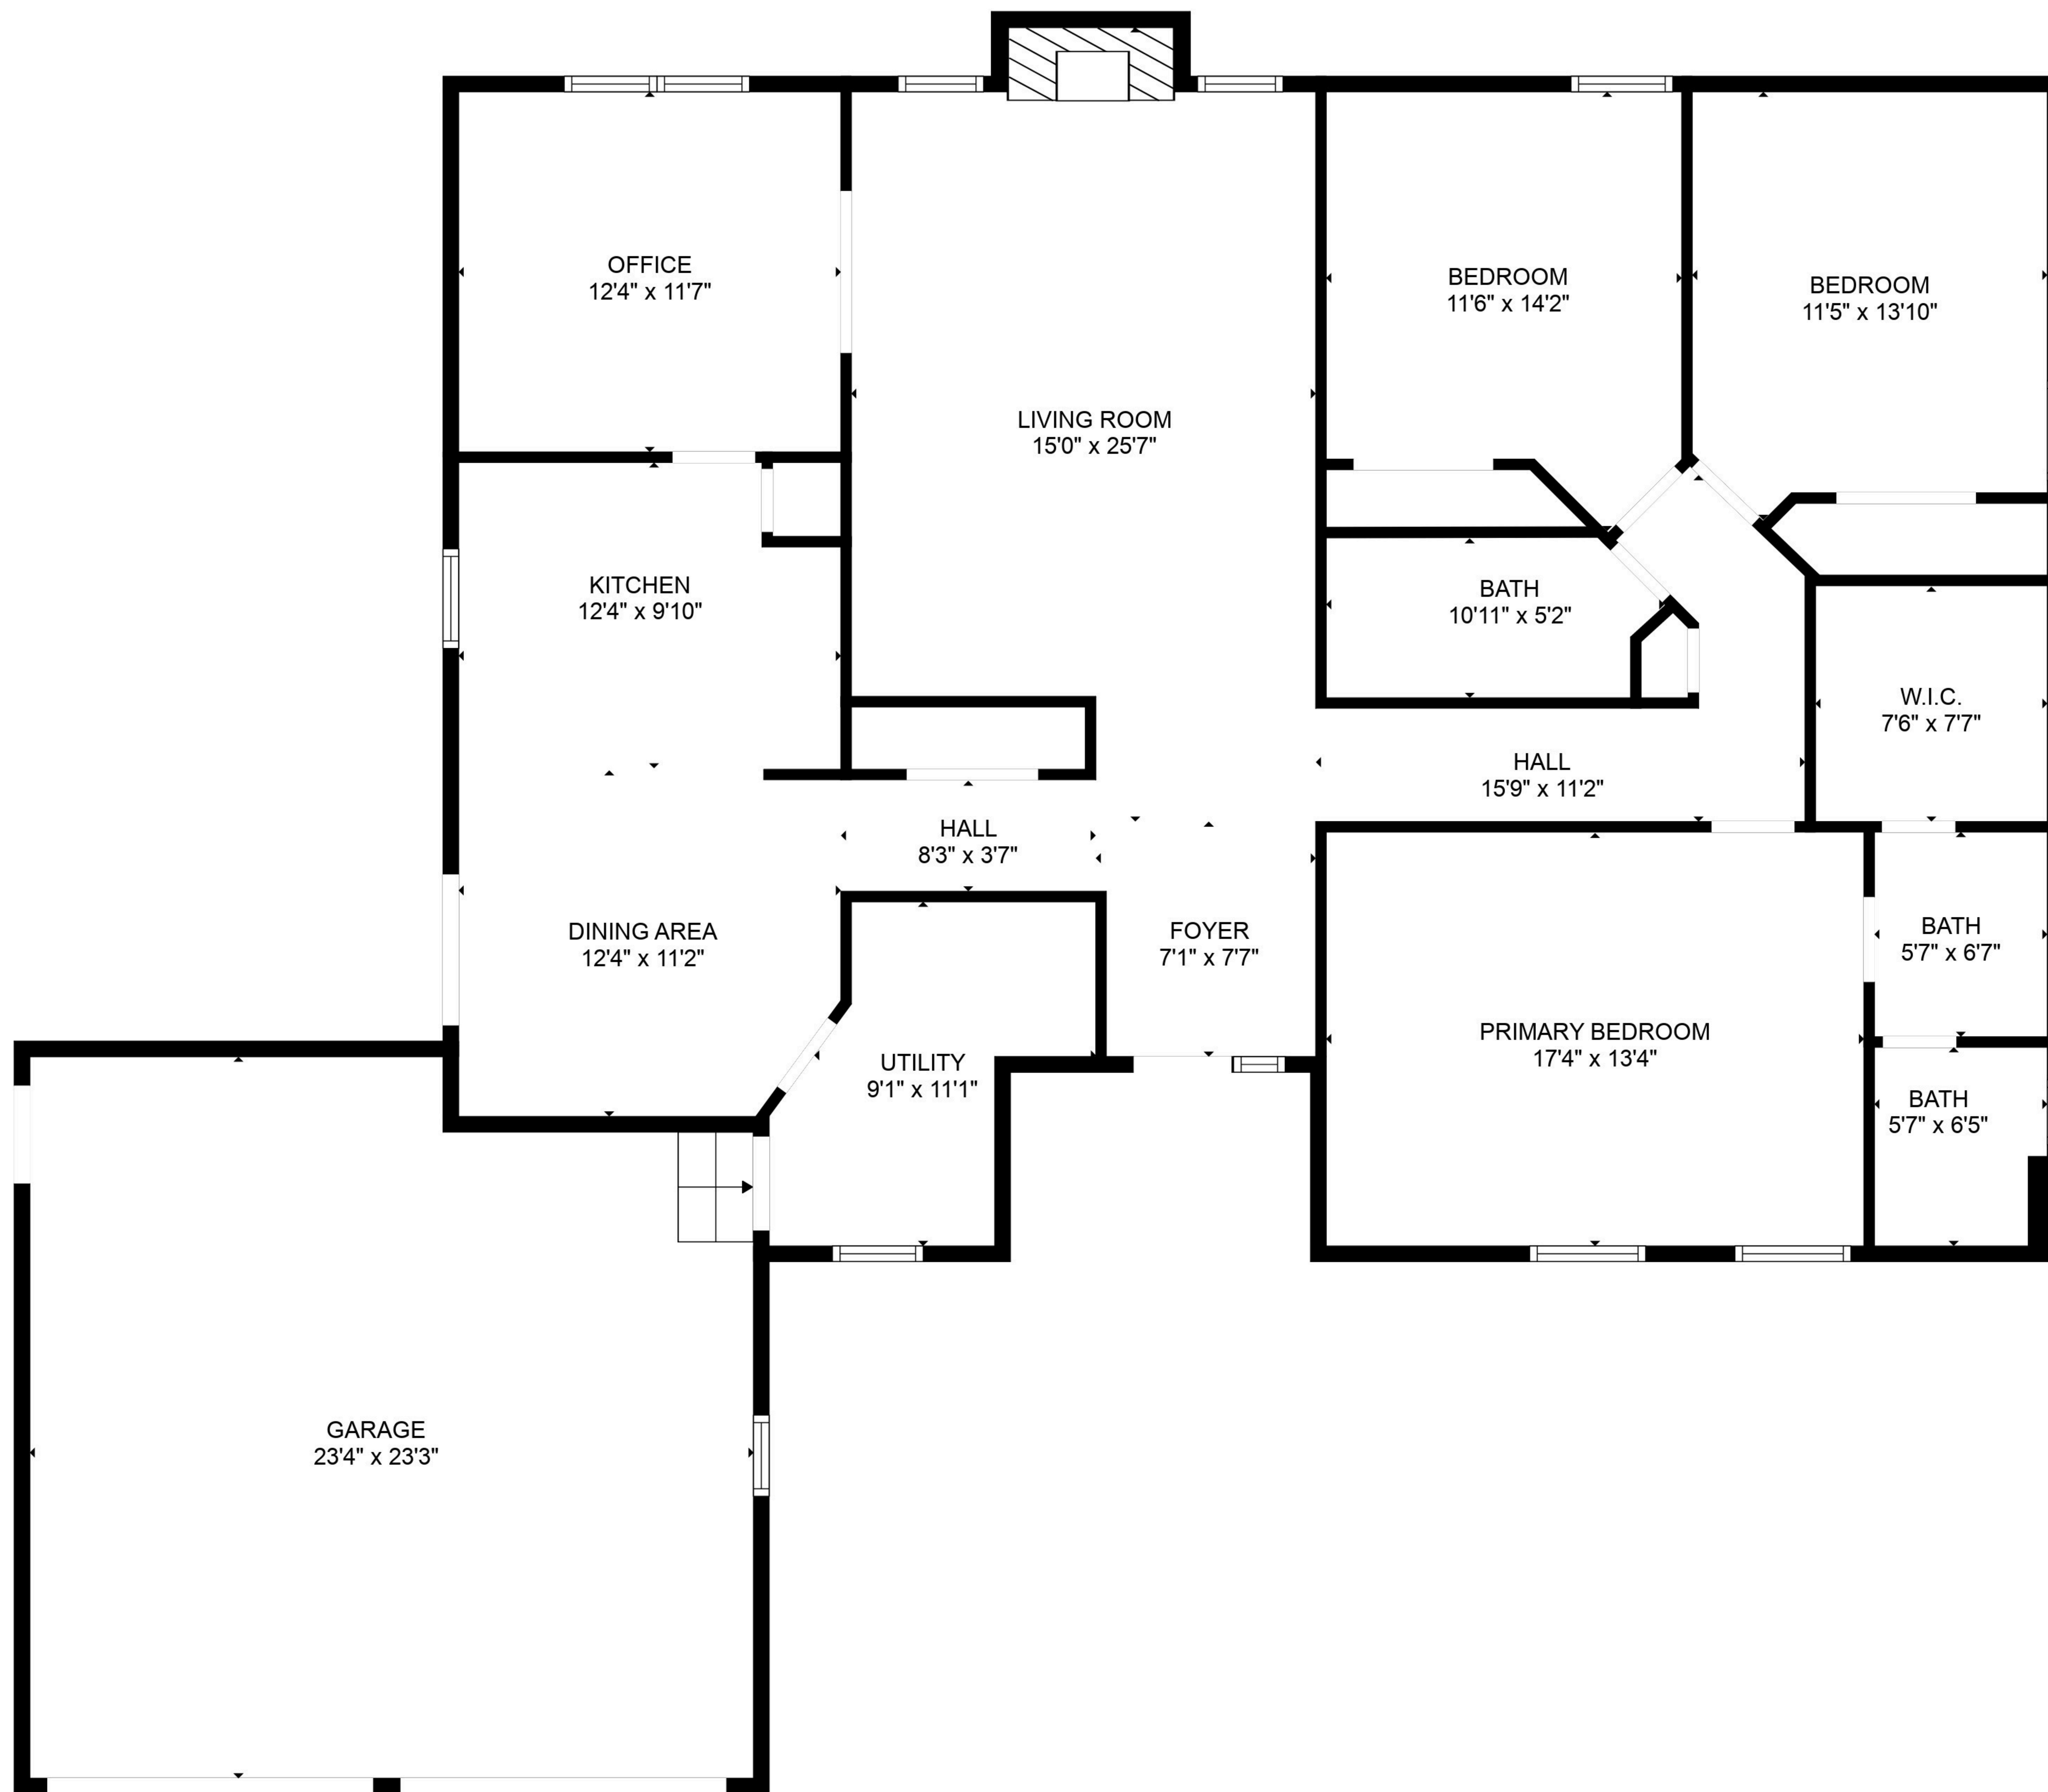 OFFICE
12'4" x 11'7"
LIVING ROOM
15'0" x 25'7"
BEDROOM
11'6" x 14'2"
BEDROOM
11'5" x 13'10"
KITCHEN
12'4" x 9'10"
BATH
10'11" x 5'2"
W.I.C.
7'6" x 7'7"
HALL
15'9" x 11'2"
HALL
8'3" x 3'7"
DINING AREA
12'4" x 11'2"
FOYER
7'1" x 7'7"
BATH
5'7" x 6'7"
PRIMARY BEDROOM
17'4" x 13'4"
UTILITY
9'1" x 11'1"
BATH
5'7" x 6'5"
GARAGE
23'4" x 23'3"